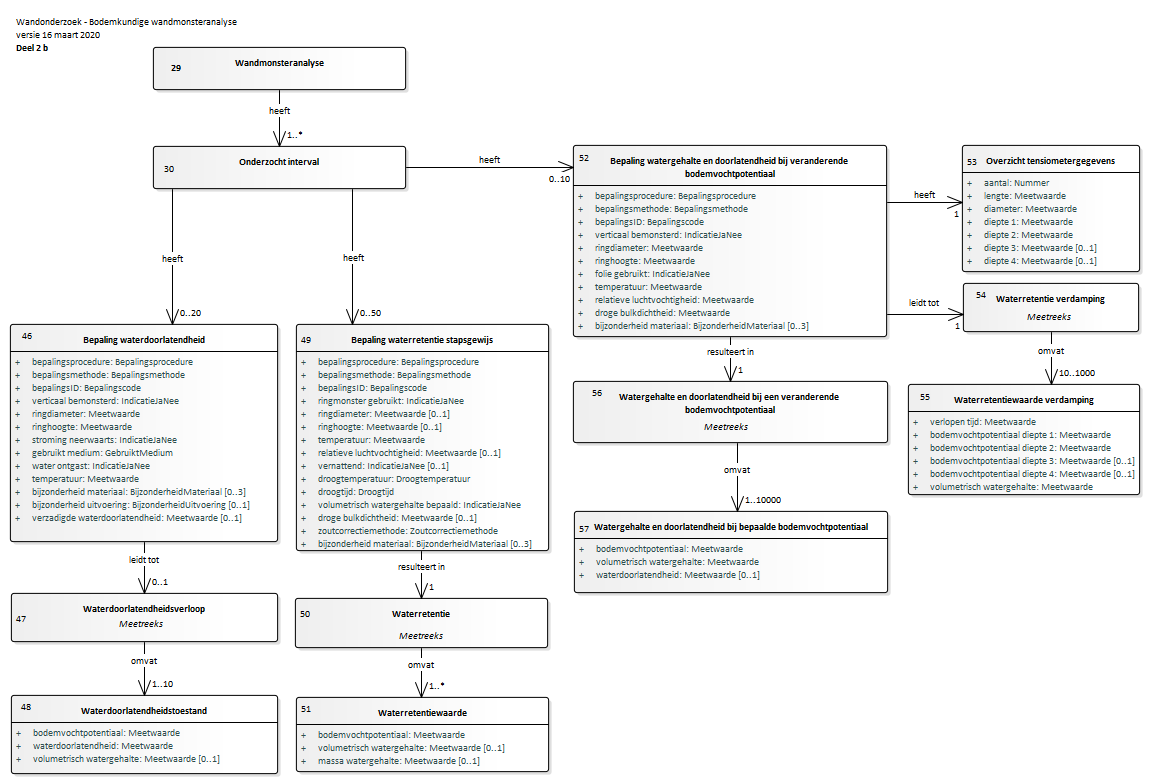 Wandonderzoek - Bodemkundige wandmonsteranalyse
versie 16 maart 2020
Deel 2 b
29 Wandmonsteranalyse
heeft
1..*
30 Onderzocht interval
heeft
0..10
heeft
0..20
heeft
0..50
52 Bepaling watergehalte en doorlatendheid bij veranderende
bodemvochtpotentiaal
+ bepalingsprocedure: Bepalingsprocedure
+ bepalingsmethode: Bepalingsmethode
+ bepalingsID: Bepalingscode
+ verticaal bemonsterd: IndicatieJaNee
+ ringdiameter: Meetwaarde
+ ringhoogte: Meetwaarde
+ folie gebruikt: IndicatieJaNee
+ temperatuur: Meetwaarde
+ relatieve luchtvochtigheid: Meetwaarde
+ droge bulkdichtheid: Meetwaarde
+ bijzonderheid materiaal: BijzonderheidMateriaal [0..3]
heeft
1
53 Overzicht tensiometergegevens
+ aantal: Nummer
+ lengte: Meetwaarde
+ diameter: Meetwaarde
+ diepte 1: Meetwaarde
+ diepte 2: Meetwaarde
+ diepte 3: Meetwaarde [0..1]
+ diepte 4: Meetwaarde [0..1]
leidt tot
1
54 Waterretentie verdamping
Meetreeks
omvat
10..1000
55 Waterretentiewaarde verdamping
+ verlopen tijd: Meetwaarde
+ bodemvochtpotentiaal diepte 1: Meetwaarde
+ bodemvochtpotentiaal diepte 2: Meetwaarde
+ bodemvochtpotentiaal diepte 3: Meetwaarde [0..1]
+ bodemvochtpotentiaal diepte 4: Meetwaarde [0..1]
+ volumetrisch watergehalte: Meetwaarde
resulteert in
1
56 Watergehalte en doorlatendheid bij een veranderende
bodemvochtpotentiaal
Meetreeks
omvat
1..10000
57 Watergehalte en doorlatendheid bij bepaalde bodemvochtpotentiaal
+ bodemvochtpotentiaal: Meetwaarde
+ volumetrisch watergehalte: Meetwaarde
+ waterdoorlatendheid: Meetwaarde [0..1]
46 Bepaling waterdoorlatendheid
+ bepalingsprocedure: Bepalingsprocedure
+ bepalingsmethode: Bepalingsmethode
+ bepalingsID: Bepalingscode
+ verticaal bemonsterd: IndicatieJaNee
+ ringdiameter: Meetwaarde
+ ringhoogte: Meetwaarde
+ stroming neerwaarts: IndicatieJaNee
+ gebruikt medium: GebruiktMedium
+ water ontgast: IndicatieJaNee
+ temperatuur: Meetwaarde
+ bijzonderheid materiaal: BijzonderheidMateriaal [0..3]
+ bijzonderheid uitvoering: BijzonderheidUitvoering [0..1]
+ verzadigde waterdoorlatendheid: Meetwaarde [0..1]
leidt tot
0..1
47 Waterdoorlatendheidsverloop
Meetreeks
omvat
1..10
48 Waterdoorlatendheidstoestand
+ bodemvochtpotentiaal: Meetwaarde
+ waterdoorlatendheid: Meetwaarde
+ volumetrisch watergehalte: Meetwaarde [0..1]
49 Bepaling waterretentie stapsgewijs
+ bepalingsprocedure: Bepalingsprocedure
+ bepalingsmethode: Bepalingsmethode
+ bepalingsID: Bepalingscode
+ ringmonster gebruikt: IndicatieJaNee
+ ringdiameter: Meetwaarde [0..1]
+ ringhoogte: Meetwaarde [0..1]
+ temperatuur: Meetwaarde
+ relatieve luchtvochtigheid: Meetwaarde [0..1]
+ vernattend: IndicatieJaNee [0..1]
+ droogtemperatuur: Droogtemperatuur
+ droogtijd: Droogtijd
+ volumetrisch watergehalte bepaald: IndicatieJaNee
+ droge bulkdichtheid: Meetwaarde [0..1]
+ zoutcorrectiemethode: Zoutcorrectiemethode
+ bijzonderheid materiaal: BijzonderheidMateriaal [0..3]
resulteert in
1
50 Waterretentie
Meetreeks
omvat
1..*
51 Waterretentiewaarde
+ bodemvochtpotentiaal: Meetwaarde
+ volumetrisch watergehalte: Meetwaarde [0..1]
+ massa watergehalte: Meetwaarde [0..1]